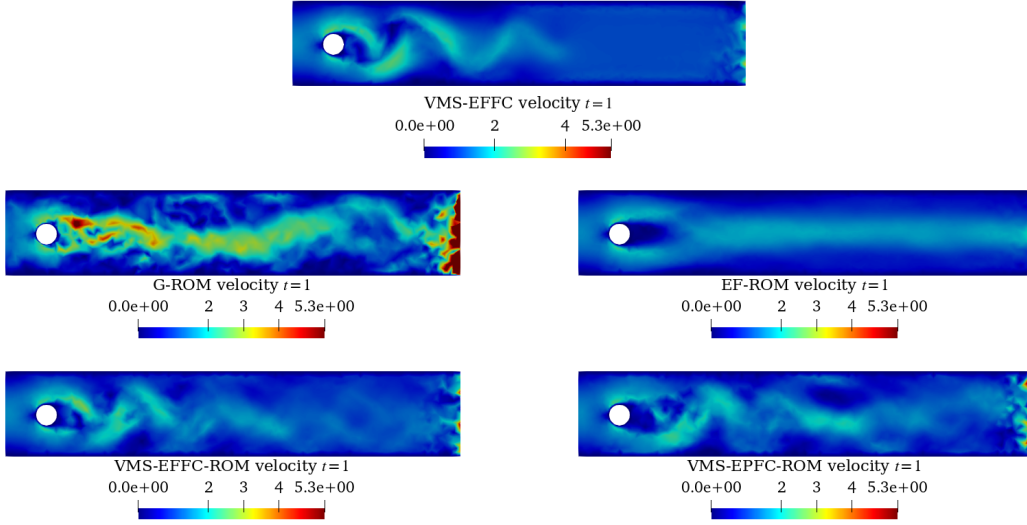 VMS-EFFC velocity t=1
0.0e+00 2 4 5.3e+00
G-ROM velocity t=1
0.0e+00 2 3 4 5.3e+00
EF-ROM velocity t=1
0.0e+00 2 3 4 5.3e+00
VMS-EFFC-ROM velocity t=1
0.0e+00 2 3 4 5.3e+00
VMS-EPFC-ROM velocity t=1
0.0e+00 2 3 4 5.3e+00